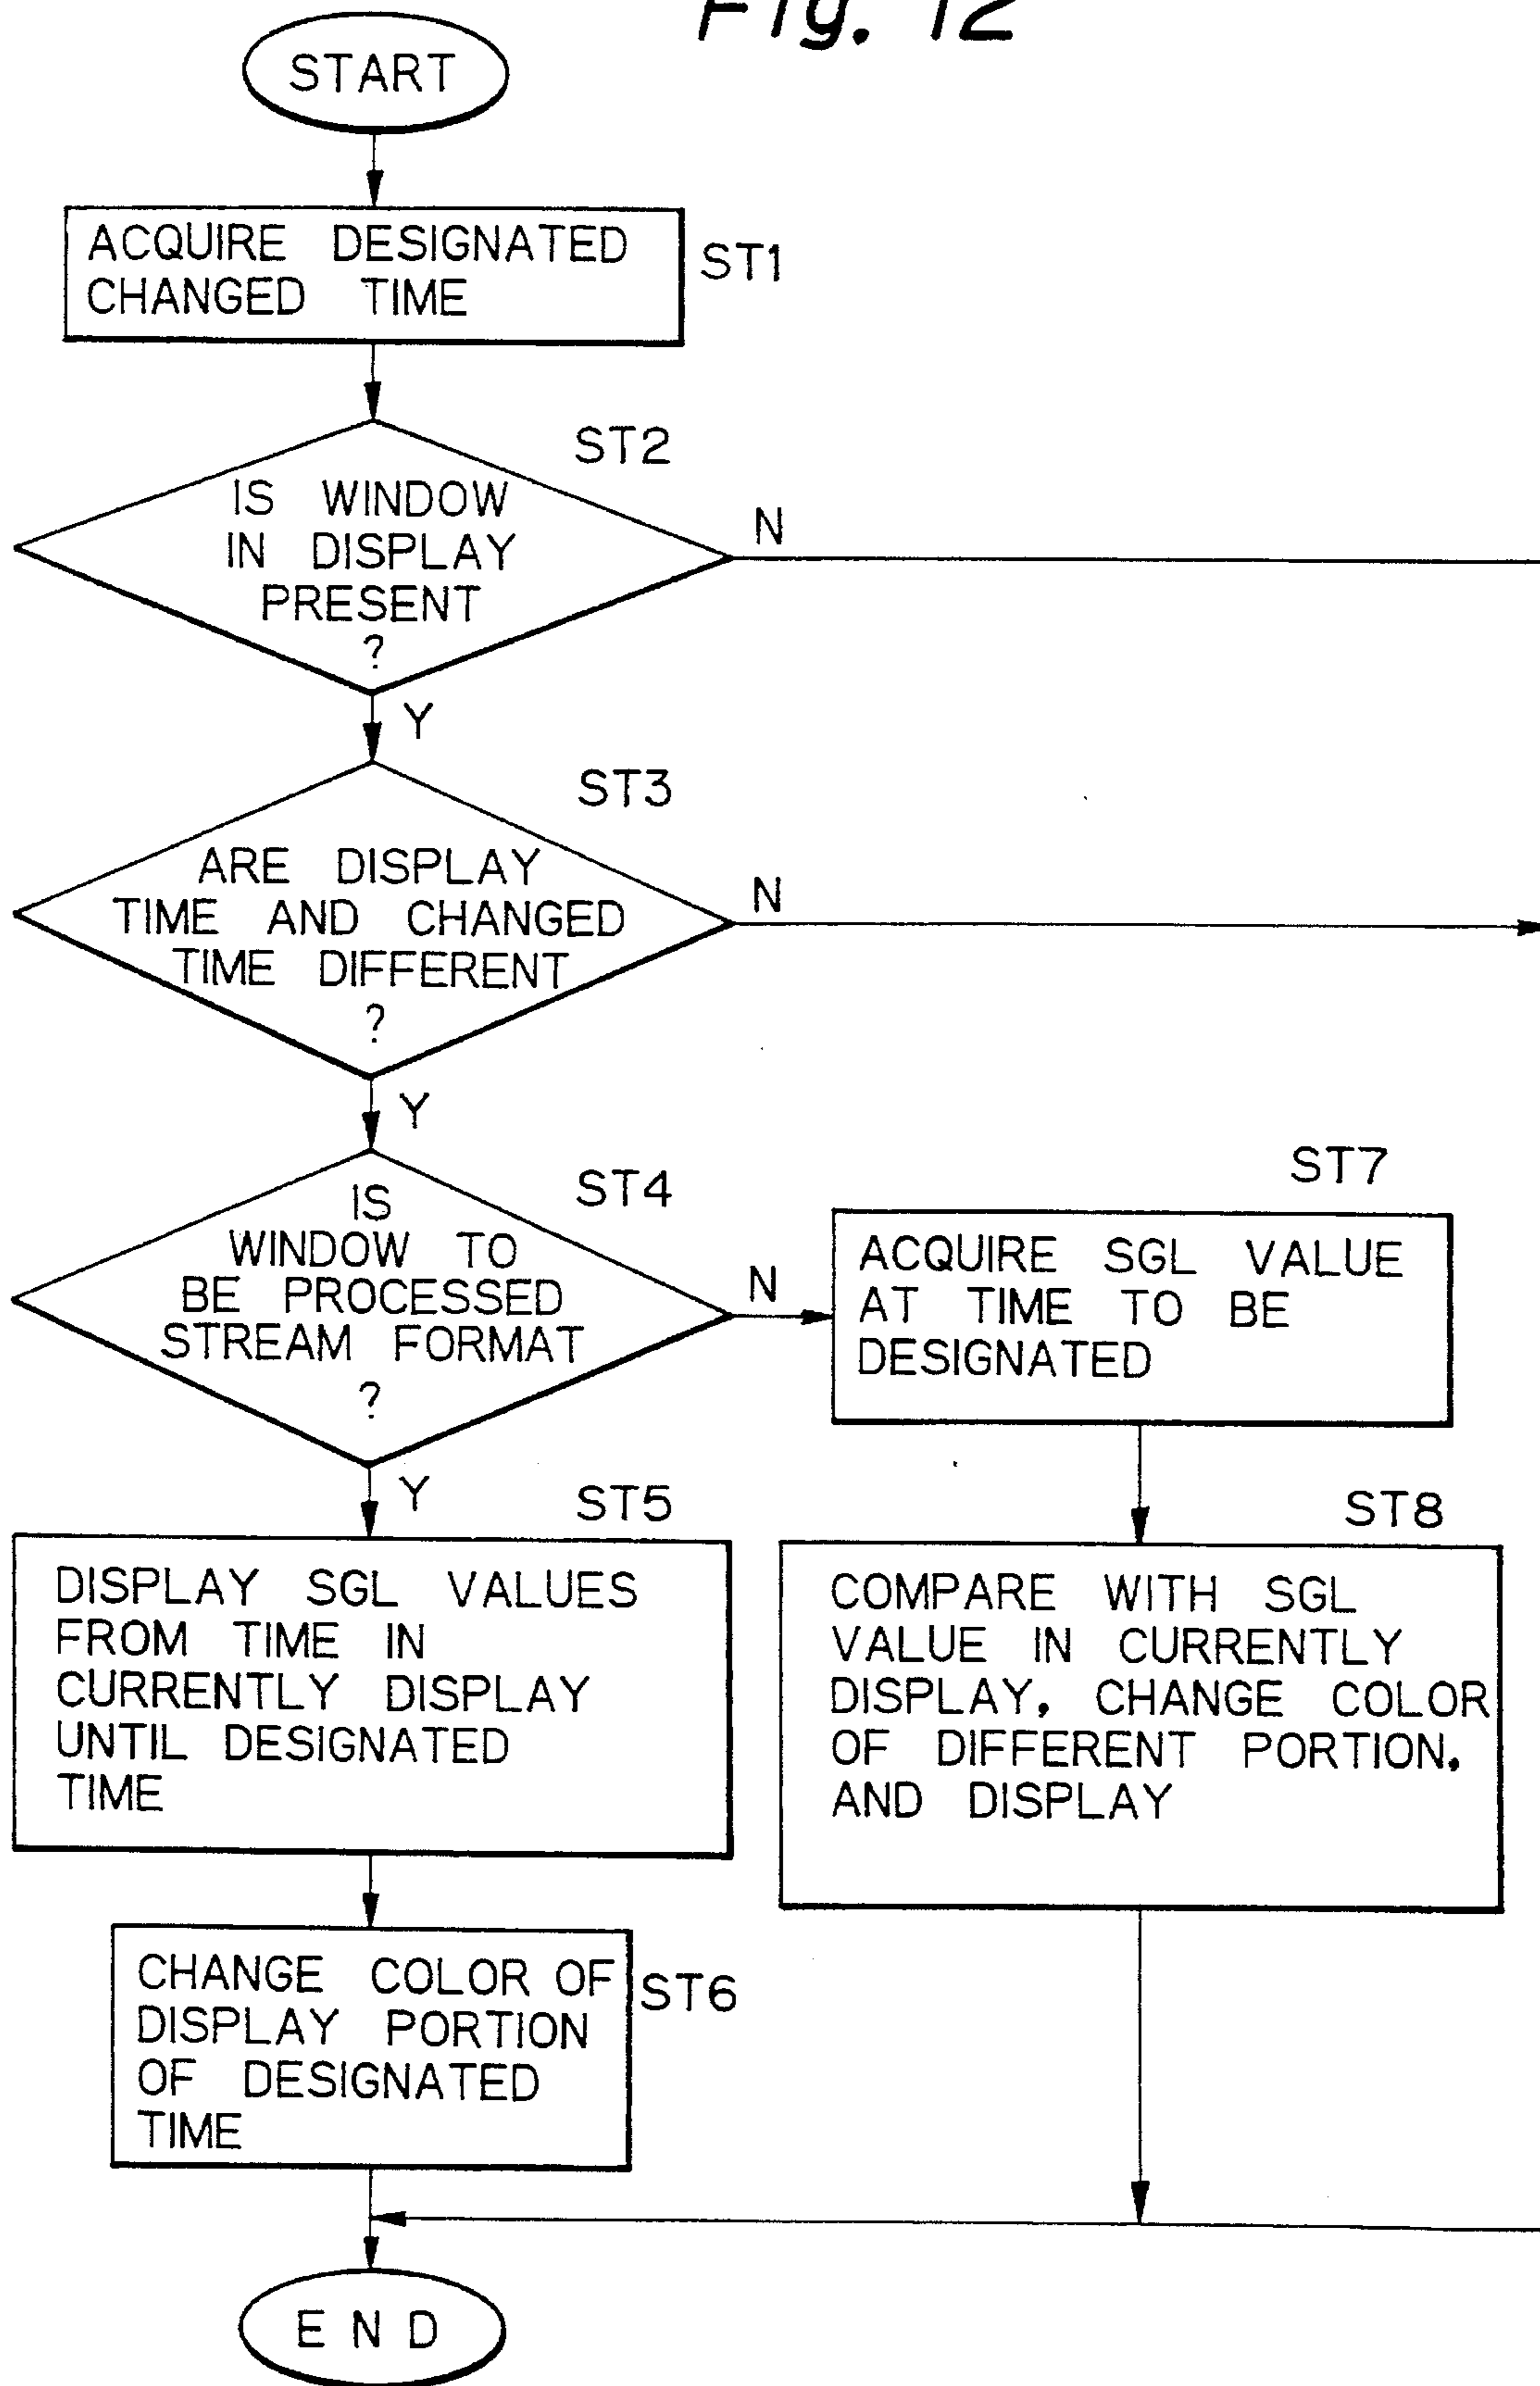 Fig. 12
START
ACQUIRE DESIGNATED
CHANGED TIME
ST1
ST2
IS WINDOW
IN DISPLAY
PRESENT
?
N
Y
ST3
ARE DISPLAY
TIME AND CHANGED
TIME DIFFERENT
?
N
Y
ST4
IS
WINDOW TO
BE PROCESSED
STREAM FORMAT
?
N
Y
ST7
ACQUIRE SGL VALUE
AT TIME TO BE
DESIGNATED
ST5
DISPLAY SGL VALUES
FROM TIME IN
CURRENTLY DISPLAY
UNTIL DESIGNATED
TIME
ST8
COMPARE WITH SGL
VALUE IN CURRENTLY
DISPLAY, CHANGE COLOR
OF DIFFERENT PORTION,
AND DISPLAY
CHANGE COLOR OF
DISPLAY PORTION
OF DESIGNATED
TIME
ST6
END